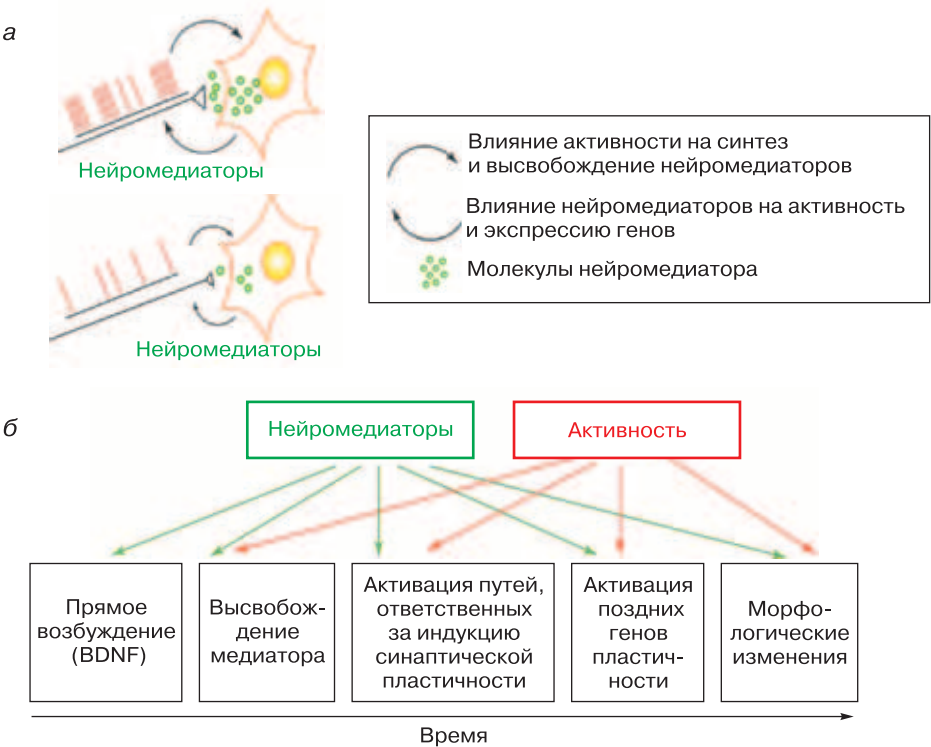 а
Нейромедиаторы
Нейромедиаторы
Влияние активности на синтез
и высвобождение нейромедиаторов
Влияние нейромедиаторов на активность
и экспрессию генов
Молекулы нейромедиатора
б
Нейромедиаторы
Активность
Прямое
возбуждение
(BDNF)
Высвобож-
дение
медиатора
Активация путей,
ответственных
за индукцию
синаптической
пластичности
Активация
поздних
генов
пластич-
ности
Морфо-
логические
изменения
Время